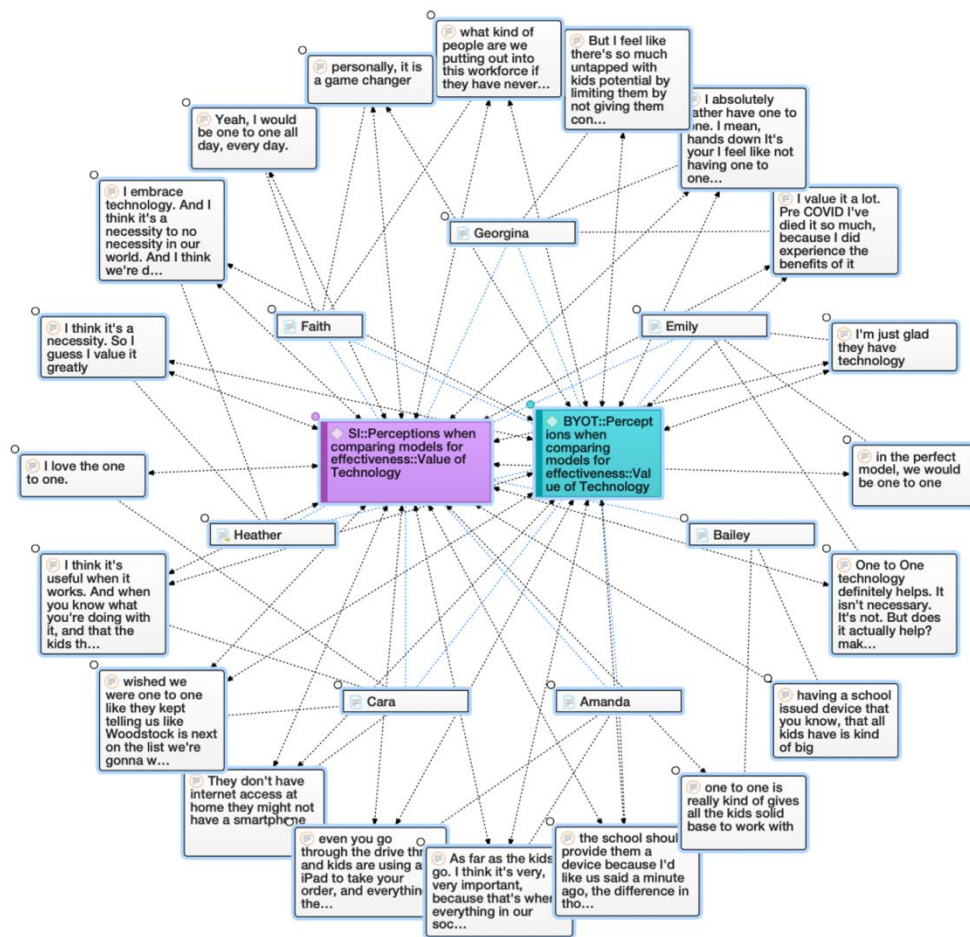 what kind of
people are we
putting out into
this workforce if
they have never...
But I feel like
there's so much
untapped with
kids potential by
limiting them by
not giving them
con...
personally, it is
a game changer
I absolutely
rather have one to
one. I mean,
hands down It's
your I feel like not
having one to
one...
Yeah, I would
be one to one all
day, every day.
I embrace
technology. And I
think it's a
necessity to no
necessity in our
world. And I
think we're d...
I value it a lot.
Pre COVID I've
died it so much,
because I did
experience the
benefits of it
Georgina
Faith
Emily
I think it's a
necessity. So I
guess I value it
greatly
I'm just glad
they have
technology
SI::Perceptions when
comparing models for
effectiveness::Value of
Technology
BYOT::Percept
ions when
comparing
models for
effectiveness::Val
ue of Technology
I love the one
to one.
in the perfect
model, we would
be one to one
Heather
Bailey
I think it's
useful when it
works. And when
you know what
you're doing with
it, and that the
kids th...
One to One
technology
definitely helps. It
isn't necessary.
It's not. But does
it actually help?
mak...
wished we
were one to one
like they kept
telling us like
Woodstock is next
on the list we're
gonna w...
Cara
Amanda
having a school
issued device that
you know, that all
kids have is kind
of big
They don't have
internet access at
home they might not
have a smartphone
one to one is
really kind of gives
all the kids solid
base to work with
even you go
through the drive
and kids are using
iPad to take your
order, and everything
the...
As far as the kids
go. I think it's very,
very important,
because that's
everything in our
soc...
the school
provide them a
device because I'd
like us said a minute
ago, the difference in
tho...